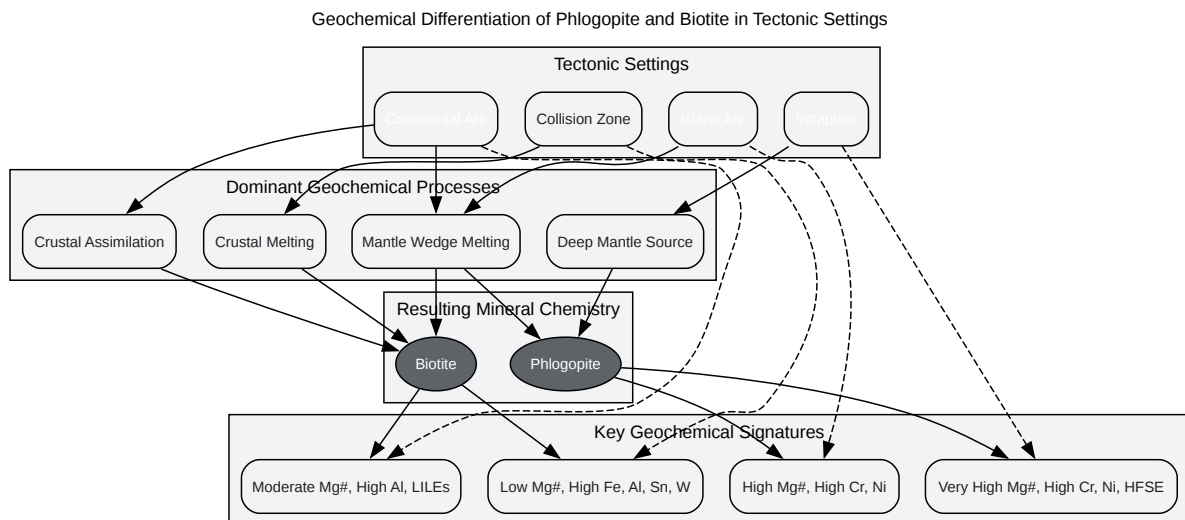 Geochemical Differentiation of Phlogopite and Biotite in Tectonic Settings
Tectonic Settings
Continental Arc
Collision Zone
Island Arc
Intraplate
Dominant Geochemical Processes
Crustal Assimilation
Crustal Melting
Mantle Wedge Melting
Deep Mantle Source
Resulting Mineral Chemistry
Biotite
Phlogopite
Key Geochemical Signatures
Moderate Mg#, High Al, LILEs
Low Mg#, High Fe, Al, Sn, W
High Mg#, High Cr, Ni
Very High Mg#, High Cr, Ni, HFSE